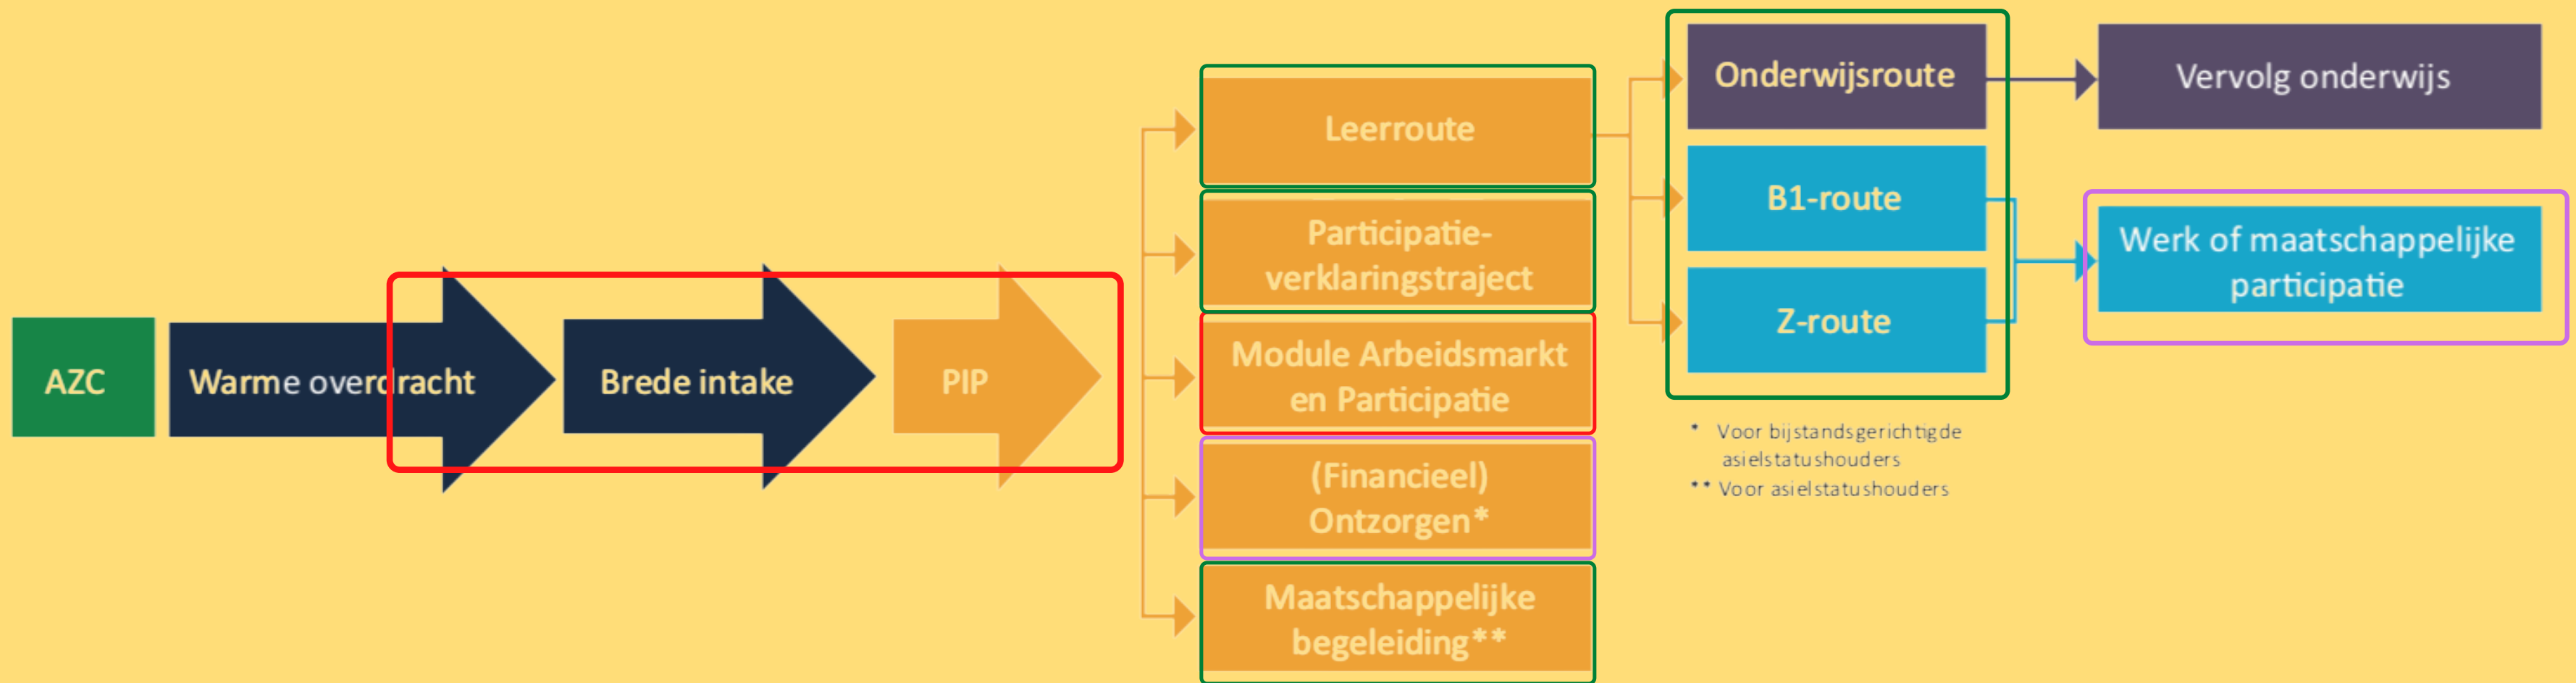 AZC
Warme overdracht
Brede intake
PIP
Leerroute
Participatie-
verklaringstraject
Module Arbeidsmarkt
en Participatie
(Financieel)
Ontzorgen*
Maatschappelijke
begeleiding**
Onderwijsroute
B1-route
Z-route
Vervolg onderwijs
Werk of maatschappelijke
participatie
* Voor bijstandsgerichtigde
asielstatushouders
** Voor asielstatushouders